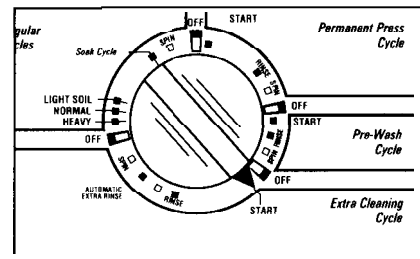 OFF
START
gular
cles
Permanent Press
Cycle
Soak Cycle
SPIN
RINSE
SPIN
LIGHT SOIL
NORMAL
HEAVY
OFF
START
OFF
SPIN RINSE
Pre-Wash
Cycle
SPIN
OFF
AUTOMATIC
EXTRA RINSE
RINSE
START
Extra Cleaning
Cycle